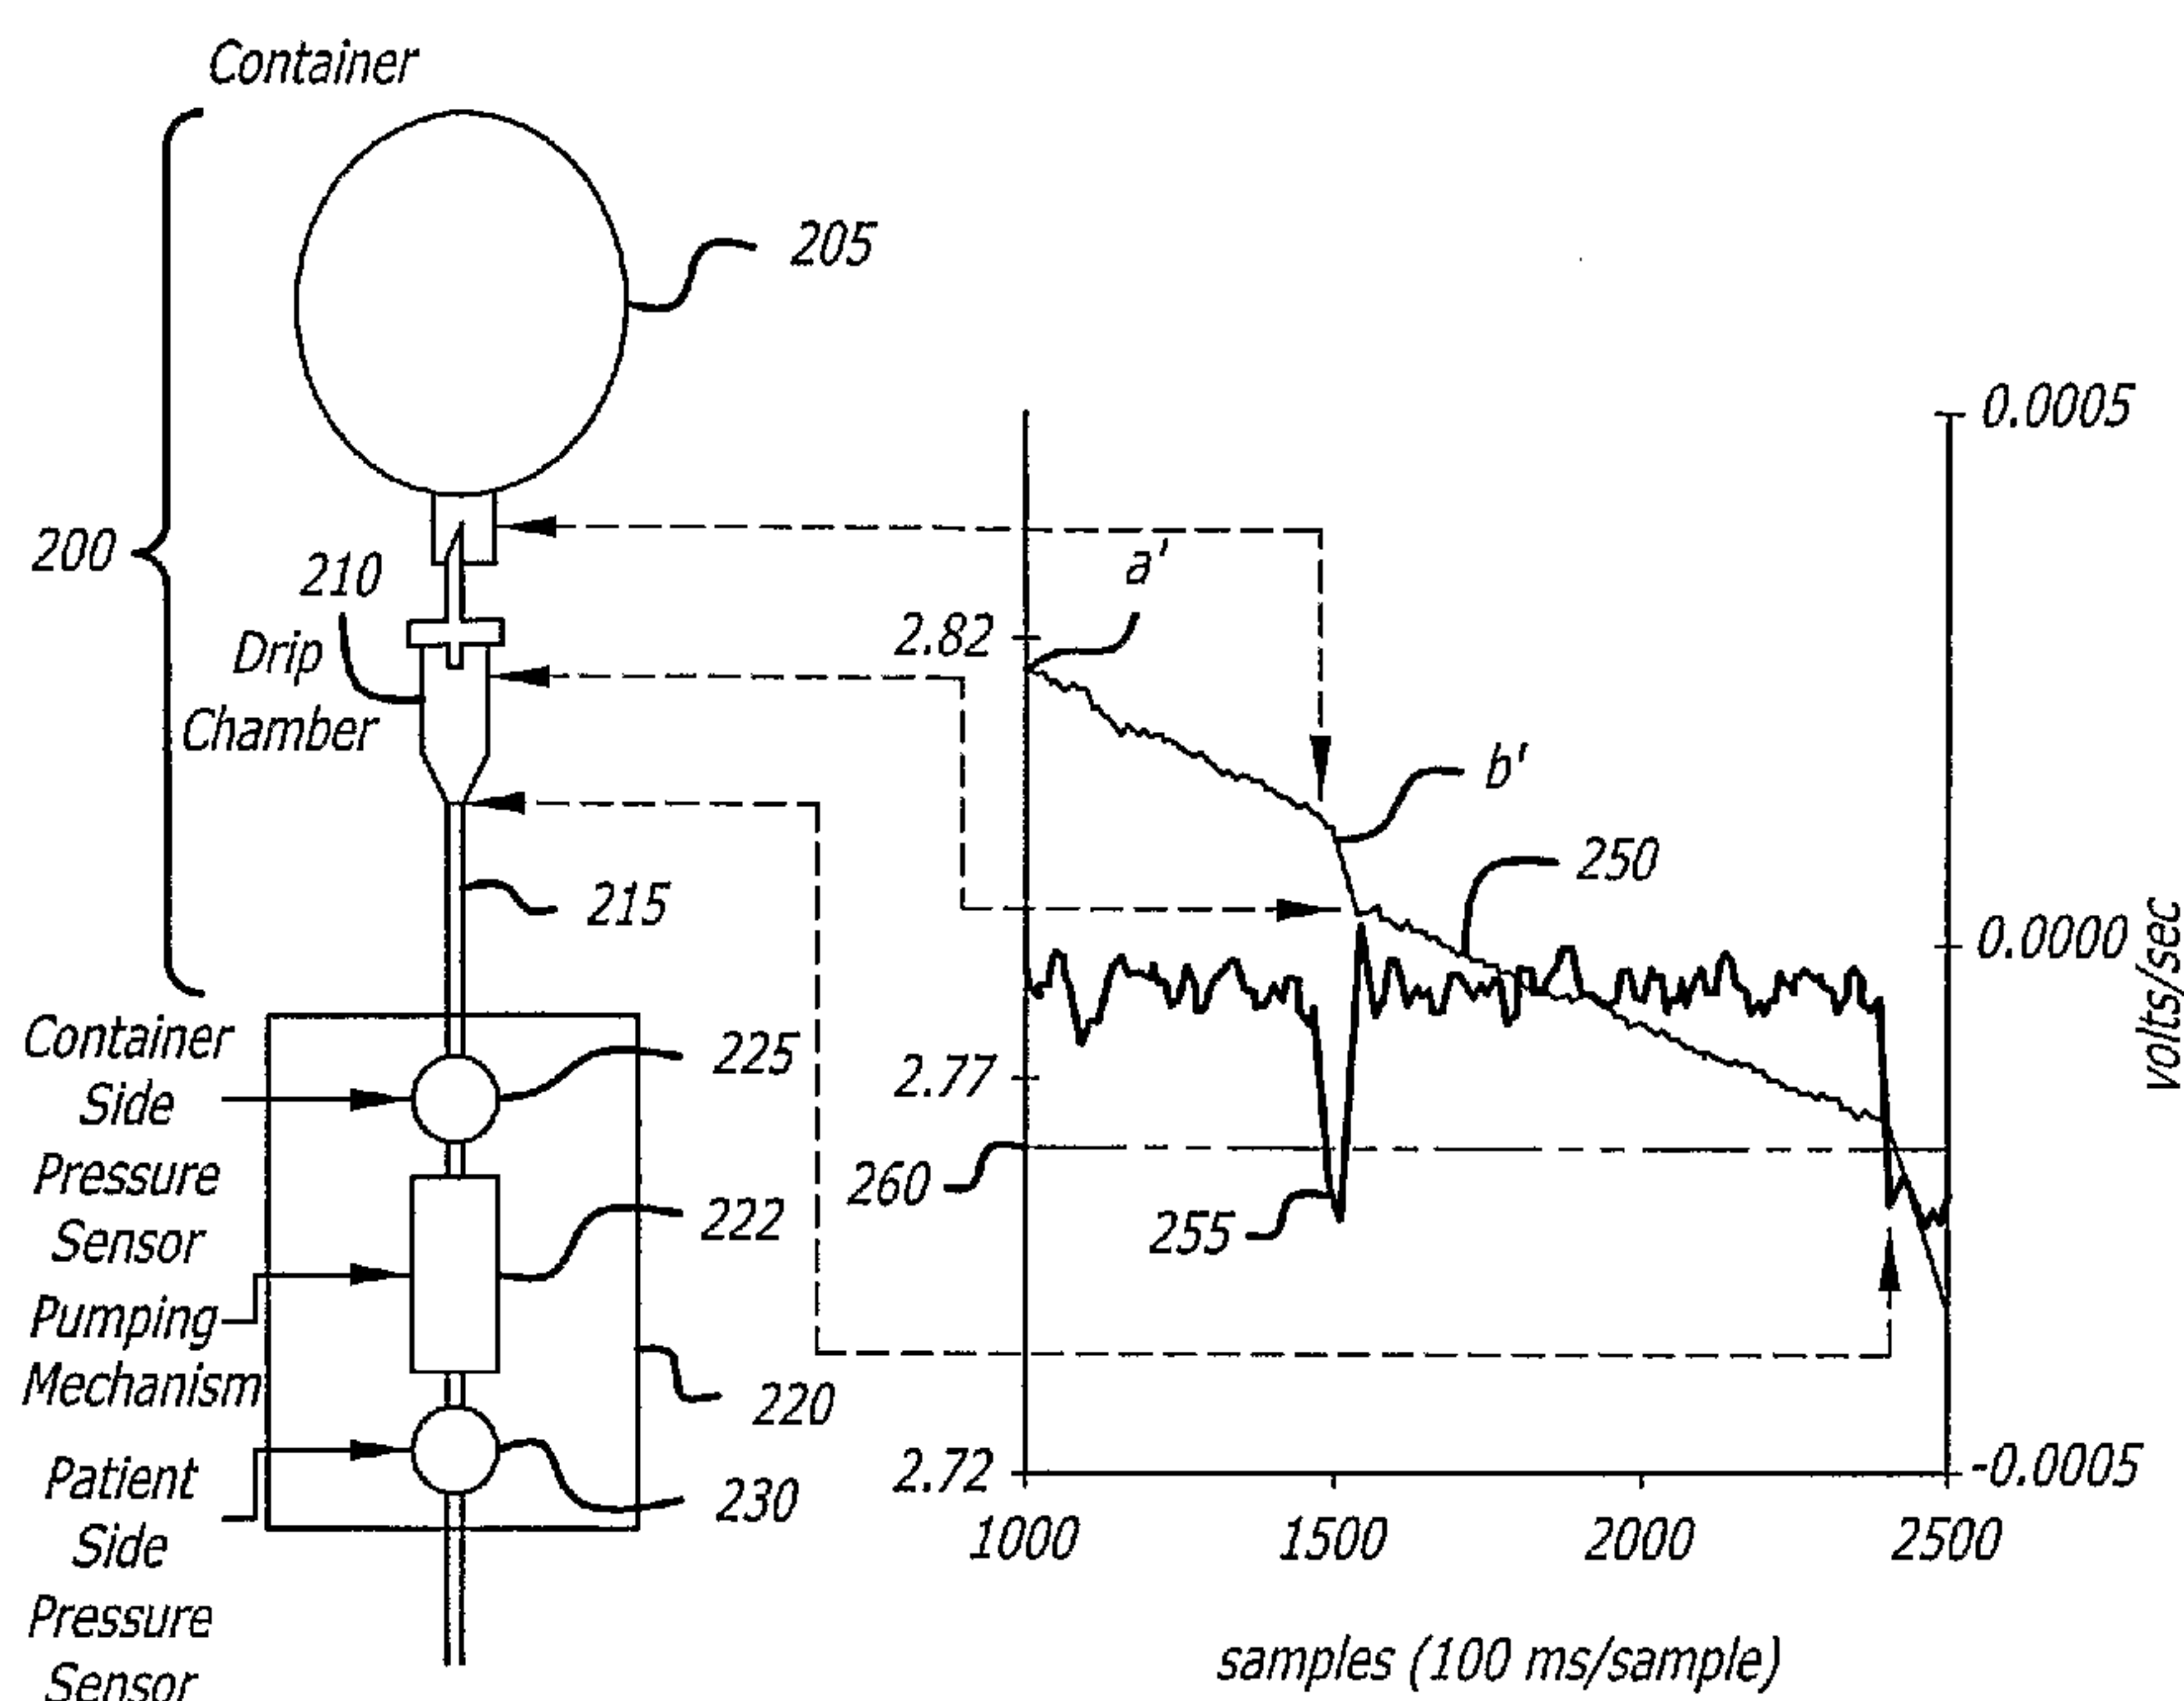 Container
205
200
210
Drip
Chamber
215
Container
Side
Pressure
Sensor
Pumping
Mechanism
Patient
Side
Pressure
Sensor
225
222
220
230
0.0005
a'
2.82
b'
250
0.0000
volts/sec
2.77
260
255
2.72
-0.0005
1000
1500
2000
2500
samples (100 ms/sample)